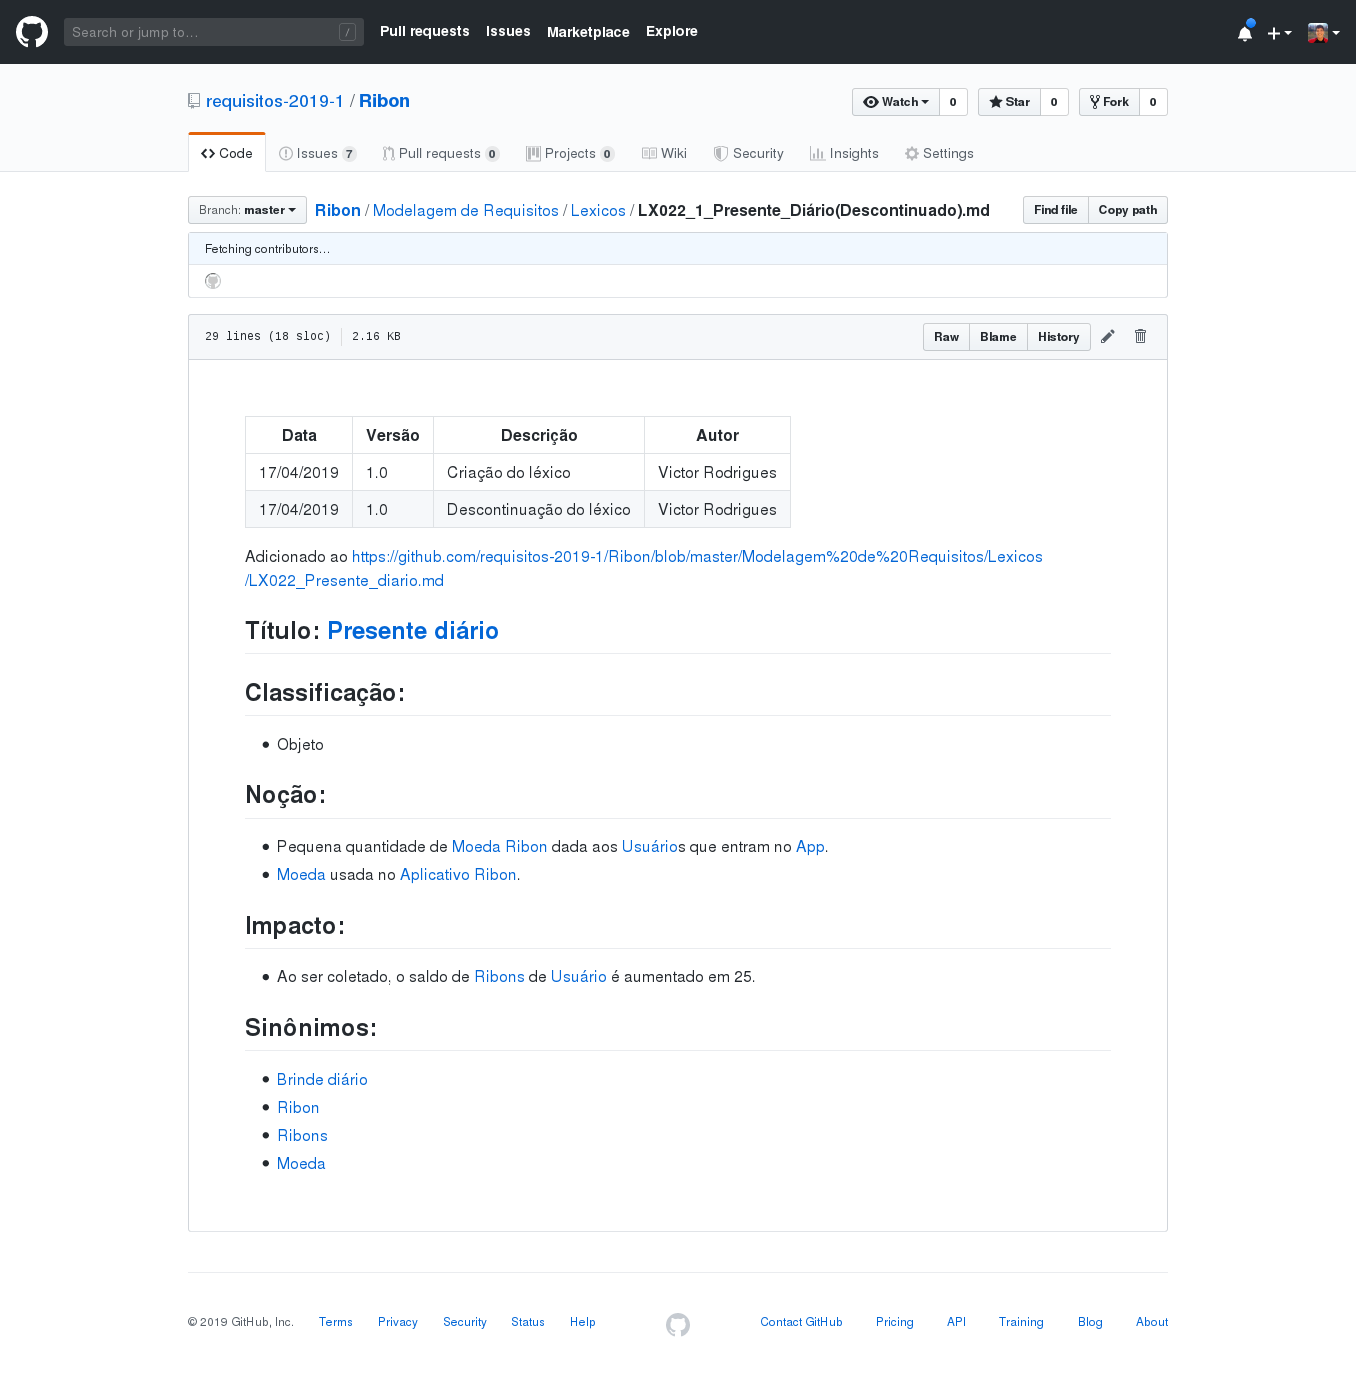 Search or jump to... / Pull requests Issues Marketplace Explore
requisitos-2019-1 / Ribon Watch 0 Star 0 Fork 0
Code Issues 7 Pull requests 0 Projects 0 Wiki Security Insights Settings
Branch: master Ribon / Modelagem de Requisitos / Lexicos / LX022_1_Presente_Diário(Descontinuado).md Find file Copy path
Fetching contributors…
29 lines (18 sloc) 2.16 KB Raw Blame History
Data Versão Descrição Autor
17/04/2019 1.0 Criação do léxico Victor Rodrigues
17/04/2019 1.0 Descontinuação do léxico Victor Rodrigues
Adicionado ao https://github.com/requisitos-2019-1/Ribon/blob/master/Modelagem%20de%20Requisitos/Lexicos
/LX022_Presente_diario.md
Título: Presente diário
Classificação:
Objeto
Noção:
Pequena quantidade de Moeda Ribon dada aos Usuários que entram no App.
Moeda usada no Aplicativo Ribon.
Impacto:
Ao ser coletado, o saldo de Ribons de Usuário é aumentado em 25.
Sinônimos:
Brinde diário
Ribon
Ribons
Moeda
© 2019 GitHub, Inc. Terms Privacy Security Status Help Contact GitHub Pricing API Training Blog About